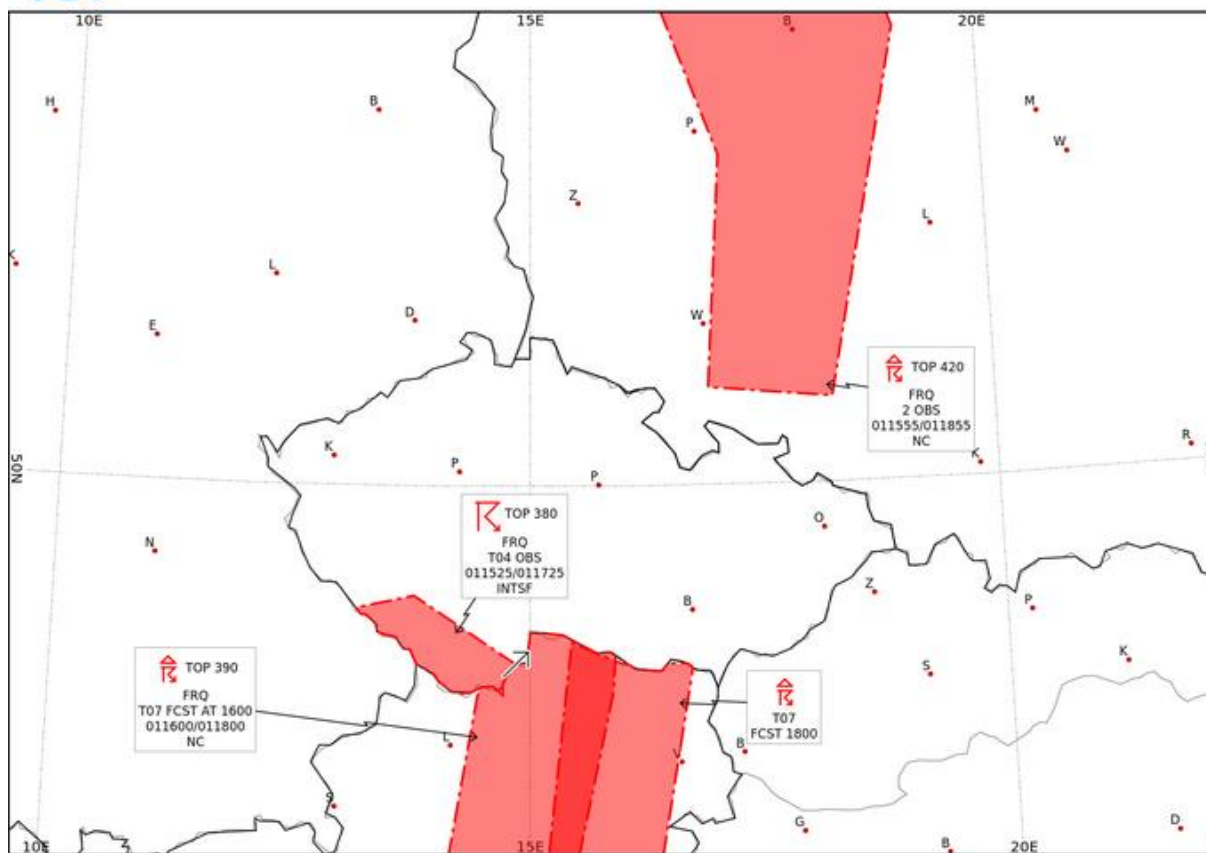 10E
15E
20E
B
H
B
M
P
W
Z
L
K
L
D
W
E
TOP 420
FRQ
2 OBS
011555/011855
NC
R
K
K
P
P
50N
TOP 380
FRQ
T04 OBS
011525/011725
INTSF
O
N
Z
B
P
K
S
TOP 390
FRQ
T07 FCST AT 1600
011600/011800
NC
T07
FCST 1800
L
B
V
S
G
D
10E
15E
20E
B